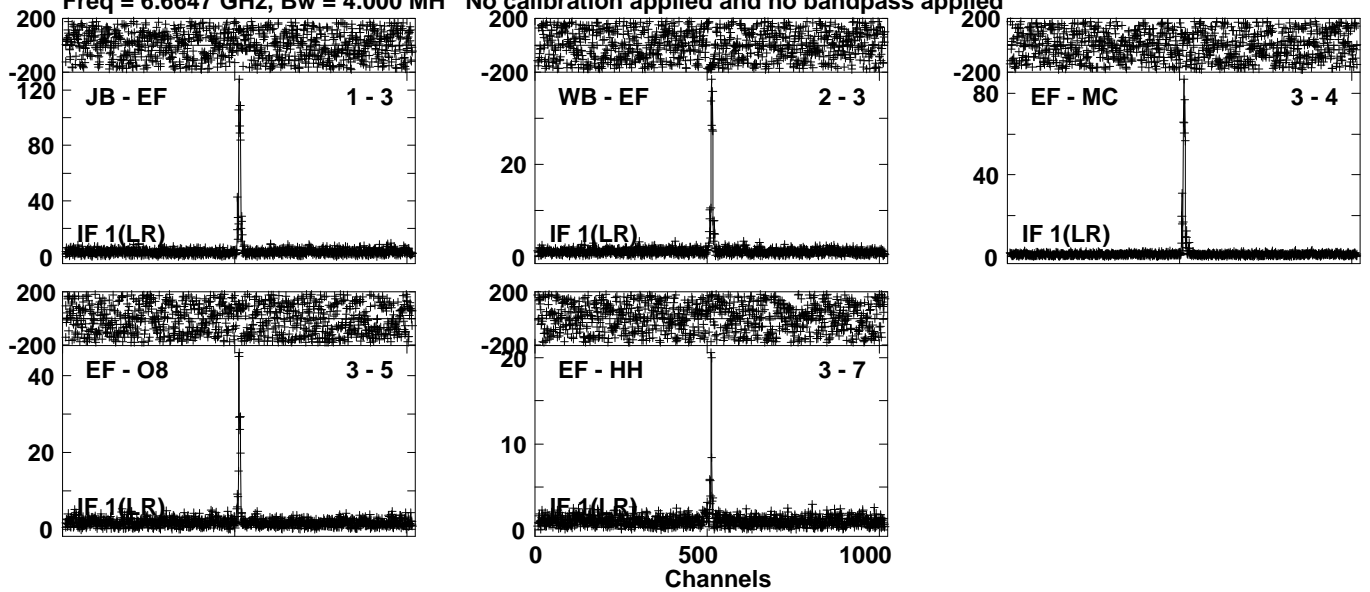 Freq = 6.6647 GHz, Bw = 4.000 MH   No calibration applied and no bandpass applied
200
-200
120
80
40
0
JB - EF 1 - 3
IF 1(LR)
200
-200
20
0
WB - EF 2 - 3
IF 1(LR)
200
-200
80
40
0
EF - MC 3 - 4
IF 1(LR)
200
-200
40
20
0
EF - O8 3 - 5
IF 1(LR)
200
-200
20
10
0
EF - HH 3 - 7
IF 1(LR)
0 500 1000
Channels